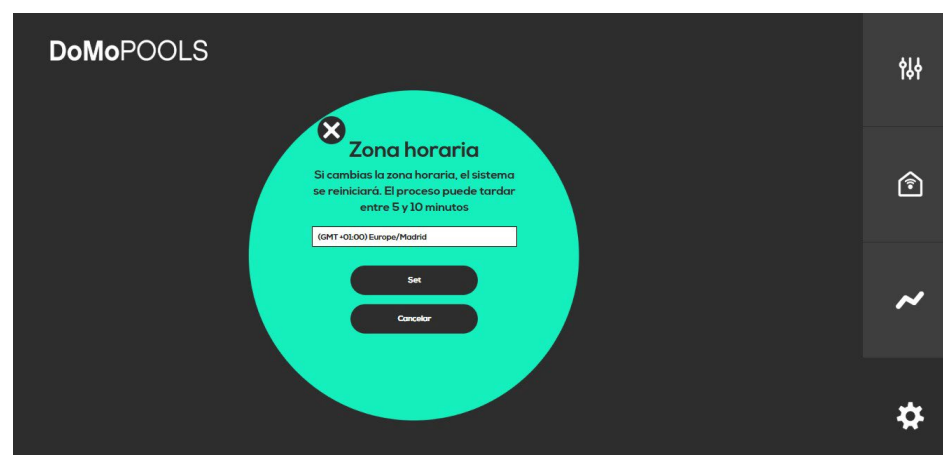 DoMoPOOLS
Zona horaria
Si cambias la zona horaria, el sistema
se reiniciará. El proceso puede tardar
entre 5 y 10 minutos
(GMT +01:00) Europe/Madrid
Set
Cancelar